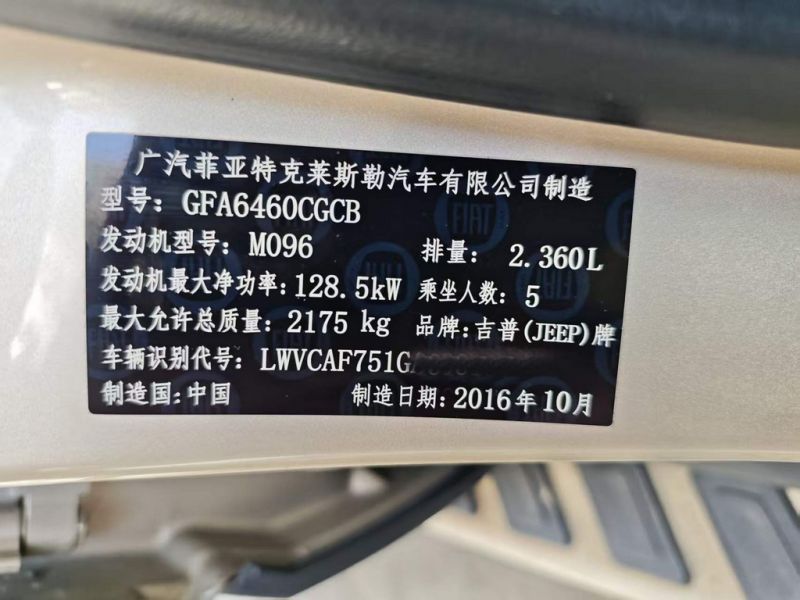 广汽菲亚特克莱斯勒汽车有限公司制造
型号: GFA6460CGCB
发动机型号: M096 排量: 2.360L
发动机最大净功率: 128.5kW 乘坐人数: 5
最大允许总质量: 2175 kg 品牌: 吉普(JEEP)牌
车辆识别代号: LWVCAF751G
制造国: 中国 制造日期: 2016年10月
FIAT